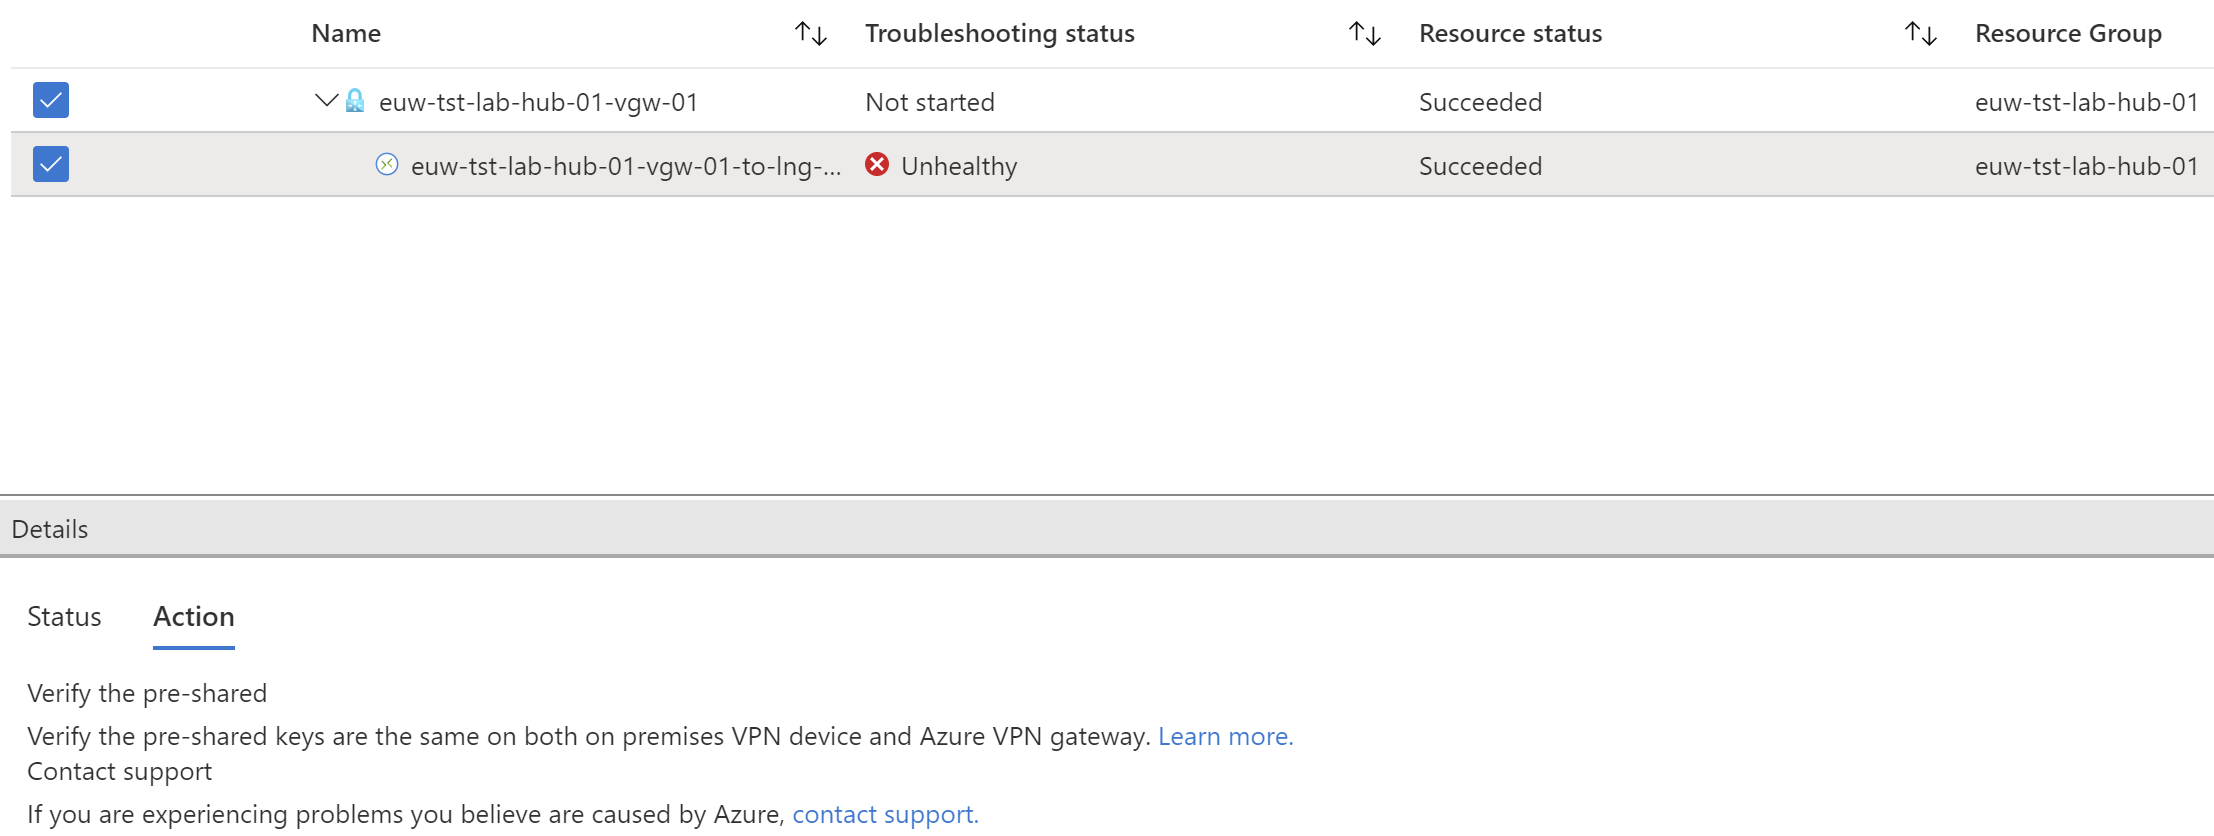 Name Troubleshooting status Resource status Resource Group
euw-tst-lab-hub-01-vgw-01 Not started Succeeded euw-tst-lab-hub-01
euw-tst-lab-hub-01-vgw-01-to-lng-... Unhealthy Succeeded euw-tst-lab-hub-01
Details
Status Action
Verify the pre-shared
Verify the pre-shared keys are the same on both on premises VPN device and Azure VPN gateway. Learn more.
Contact support
If you are experiencing problems you believe are caused by Azure, contact support.